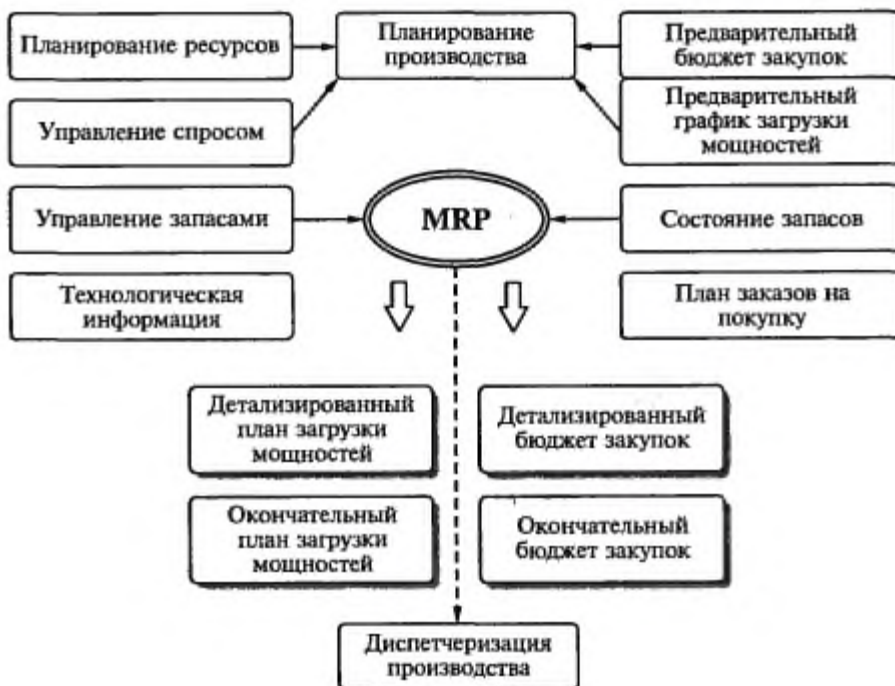 Планирование ресурсов
Планирование
производства
Предварительный
бюджет закупок
Управление спросом
Предварительный
график загрузки
мощностей
Управление запасами
MRP
Состояние запасов
Технологическая
информация
План заказов на
покупку
Детализированный
план загрузки
мощностей
Детализированный
бюджет закупок
Окончательный
план загрузки
мощностей
Окончательный
бюджет закупок
Диспетчеризация
производства